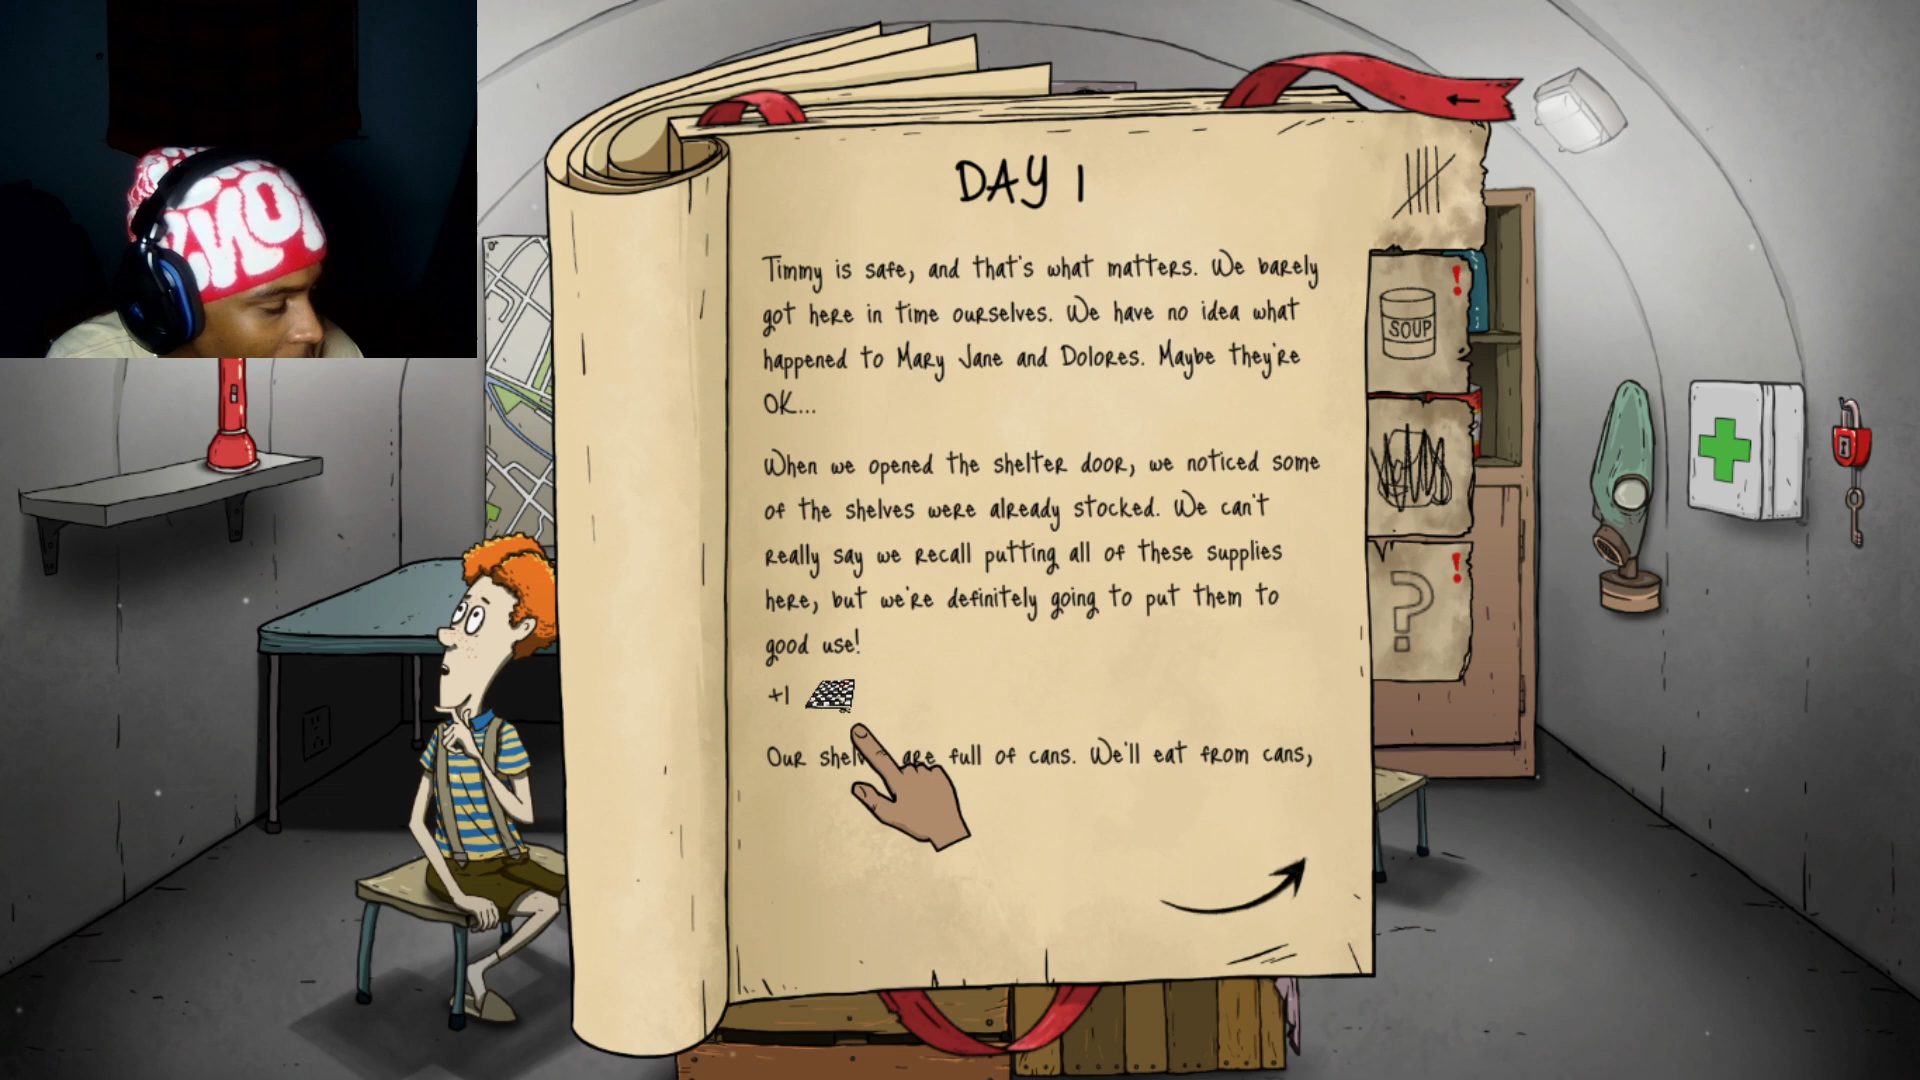 DAY 1
Timmy is safe, and that's what matters. We barely
got here in time ourselves. We have no idea what
happened to Mary Jane and Dolores. Maybe they're
OK...
When we opened the shelter door, we noticed some
of the shelves were already stocked. We can't
really say we recall putting all of these supplies
here, but we're definitely going to put them to
good use!
+1
Our are full of cans. We'll eat from cans,
!
SOUP
!
?